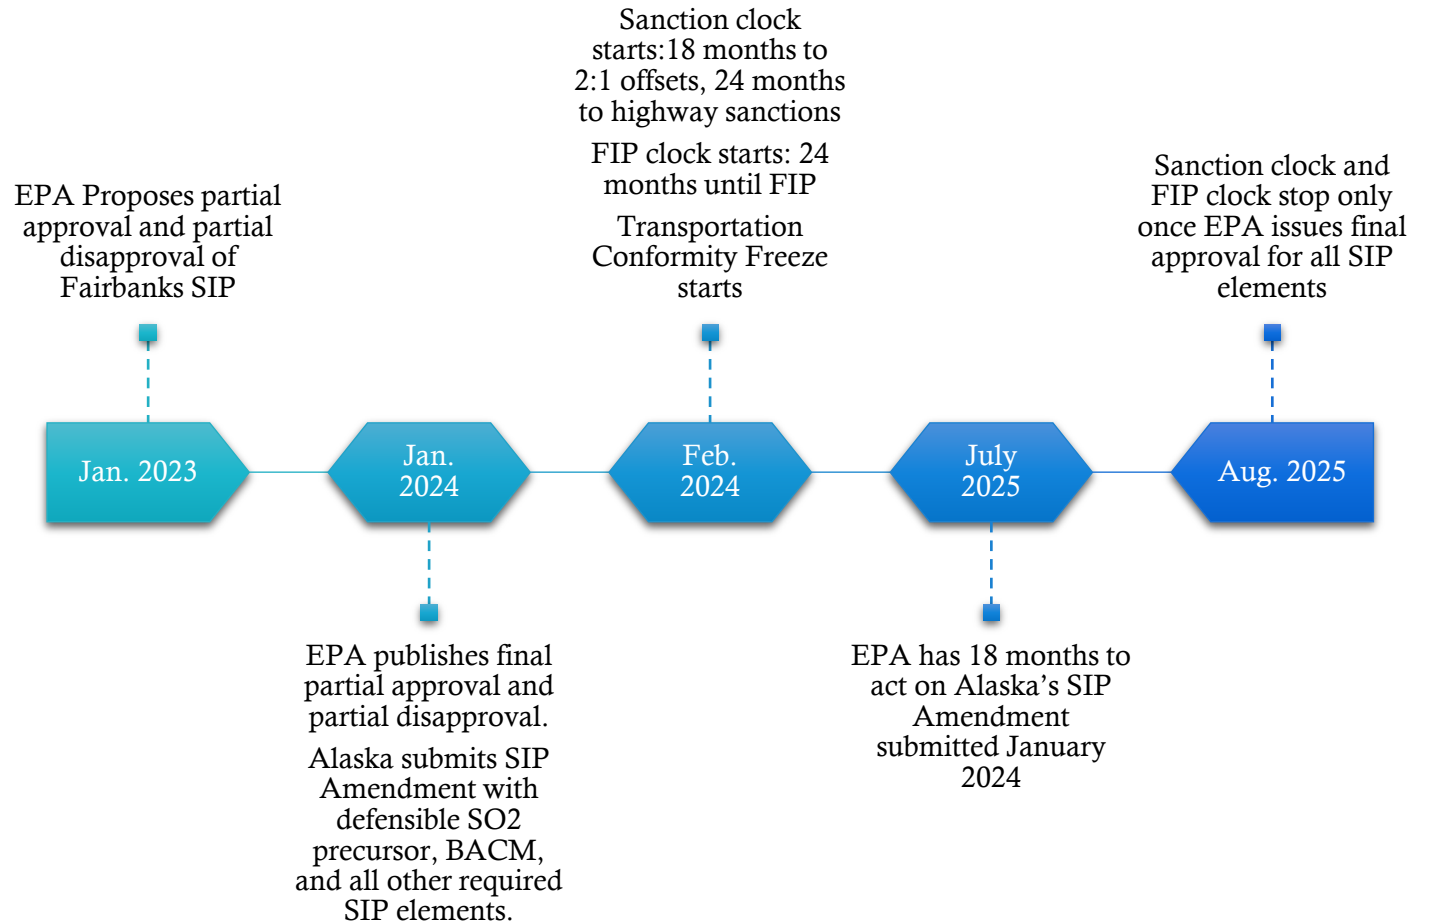 Sanction clock
starts:18 months to
2:1 offsets, 24 months
to highway sanctions
FIP clock starts: 24
months until FIP
Transportation
Conformity Freeze
starts
EPA Proposes partial
approval and partial
disapproval of
Fairbanks SIP
Sanction clock and
FIP clock stop only
once EPA issues final
approval for all SIP
elements
Jan. 2023
Jan.
2024
Feb.
2024
July
2025
Aug. 2025
EPA publishes final
partial approval and
partial disapproval.
Alaska submits SIP
Amendment with
defensible SO2
precursor, BACM,
and all other required
SIP elements.
EPA has 18 months to
act on Alaska’s SIP
Amendment
submitted January
2024